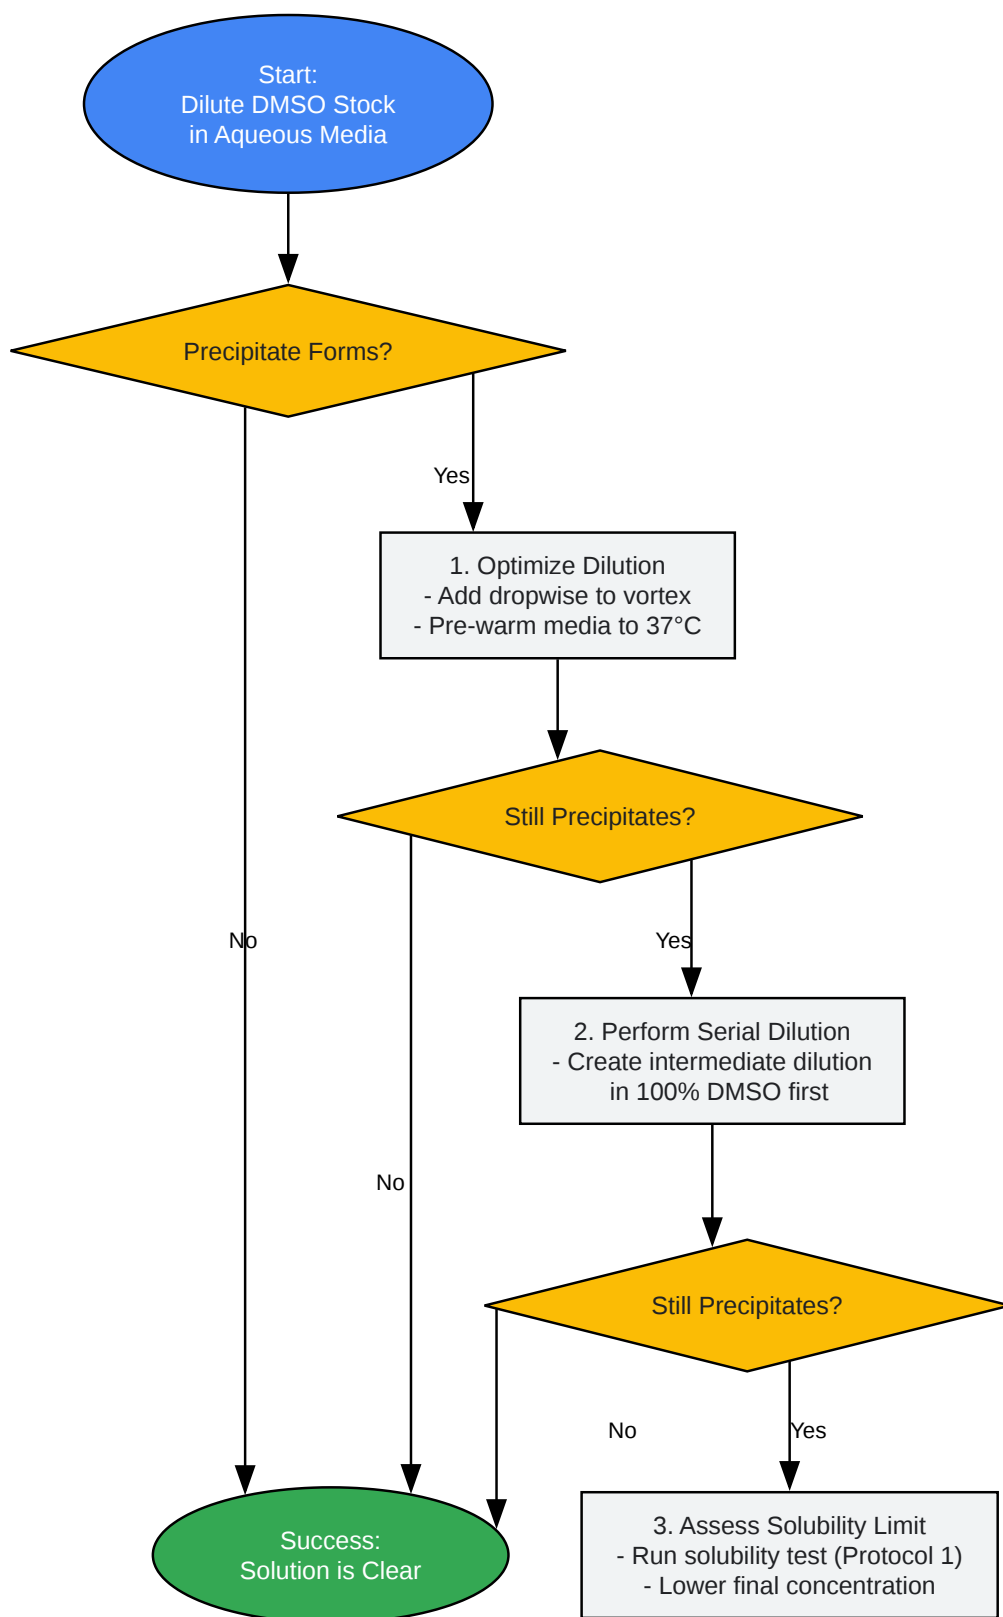 Start:
Dilute DMSO Stock
in Aqueous Media
Precipitate Forms?
Yes
1. Optimize Dilution
- Add dropwise to vortex
- Pre-warm media to 37°C
Still Precipitates?
No
Yes
2. Perform Serial Dilution
- Create intermediate dilution
in 100% DMSO first
No
Still Precipitates?
No
Yes
Success:
Solution is Clear
3. Assess Solubility Limit
- Run solubility test (Protocol 1)
- Lower final concentration